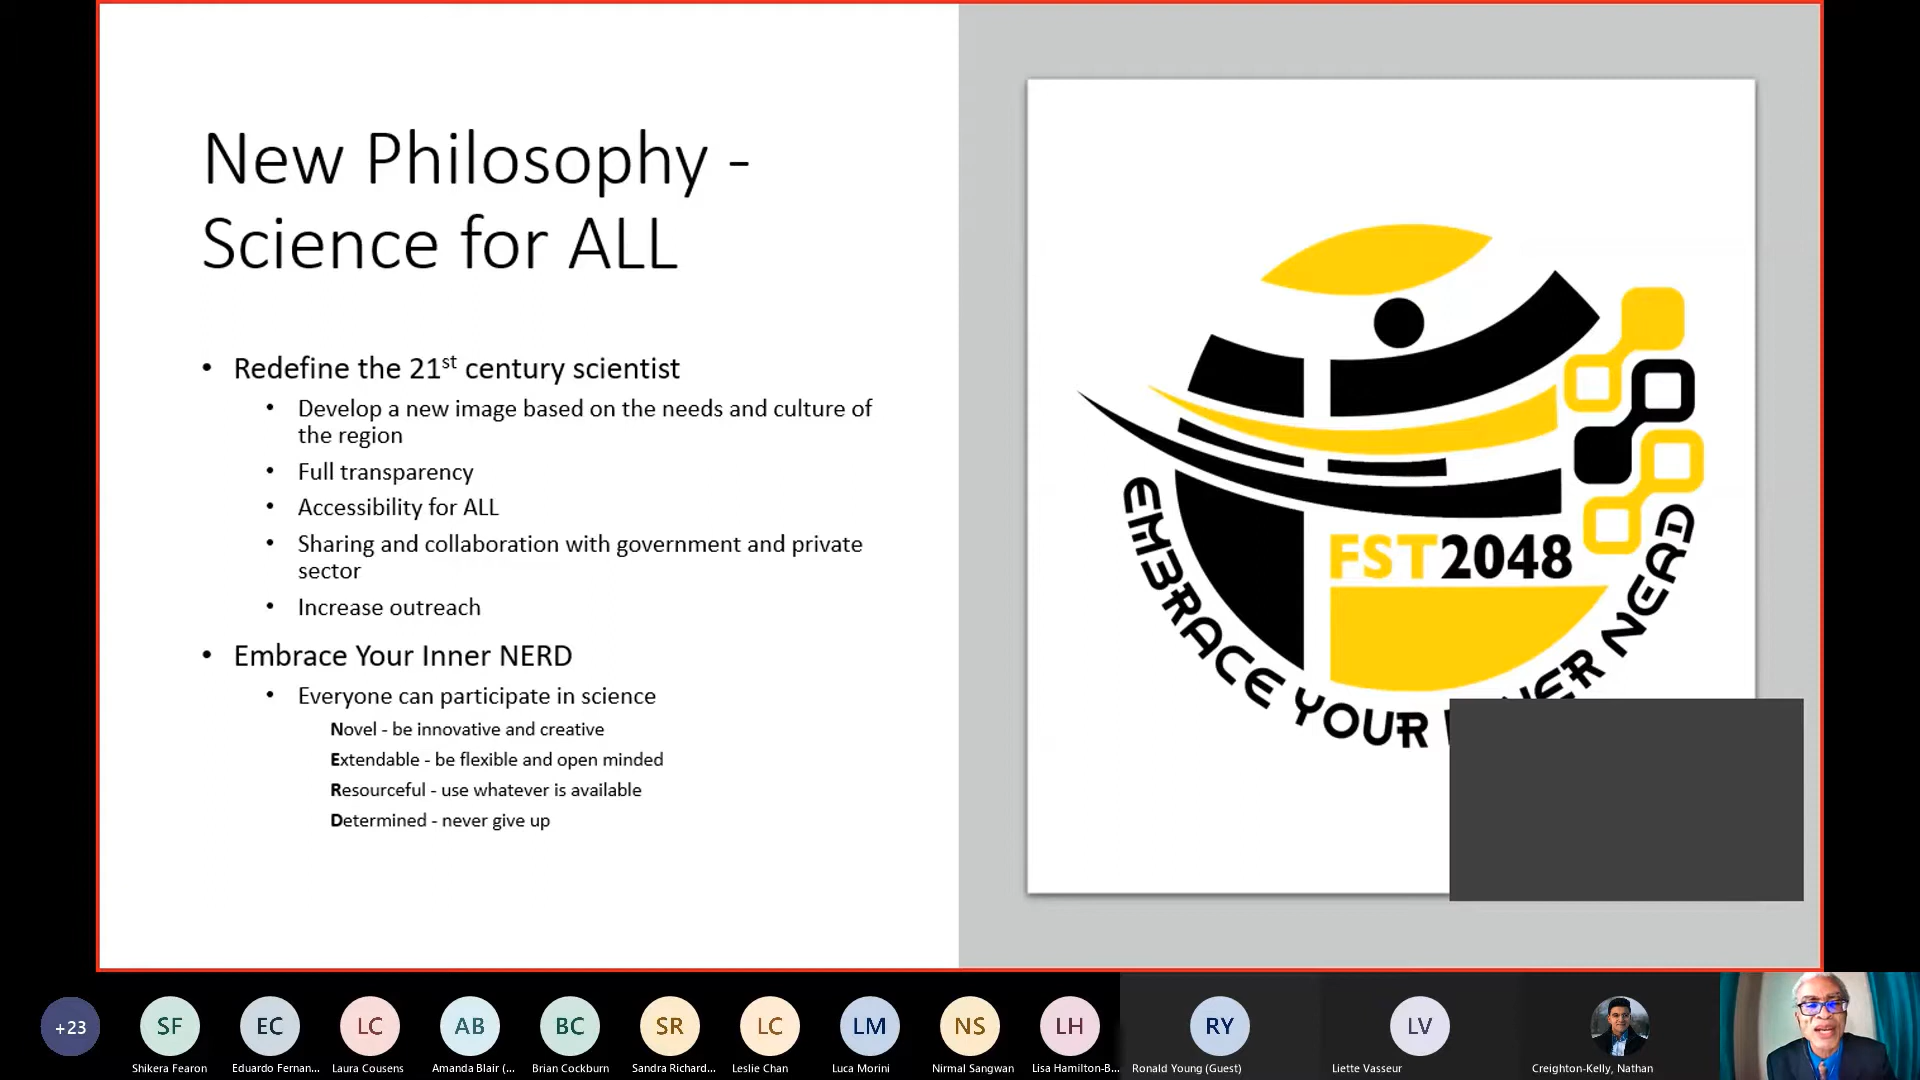 New Philosophy -
Science for ALL
• Redefine the 21st century scientist
• Develop a new image based on the needs and culture of
the region
• Full transparency
• Accessibility for ALL
• Sharing and collaboration with government and private
sector
• Increase outreach
• Embrace Your Inner NERD
• Everyone can participate in science
Novel - be innovative and creative
Extendable - be flexible and open minded
Resourceful - use whatever is available
Determined - never give up
FST2048
EMBRACE YOUR NERD
+23
SF
EC
LC
AB
BC
SR
LC
LM
NS
LH
RY
LV
Shikera Fearon
Eduardo Fernan...
Laura Cousens
Amanda Blair (...
Brian Cockburn
Sandra Richard...
Leslie Chan
Luca Morini
Nirmal Sangwan
Lisa Hamilton-B...
Ronald Young (Guest)
Liette Vasseur
Creighton-Kelly, Nathan